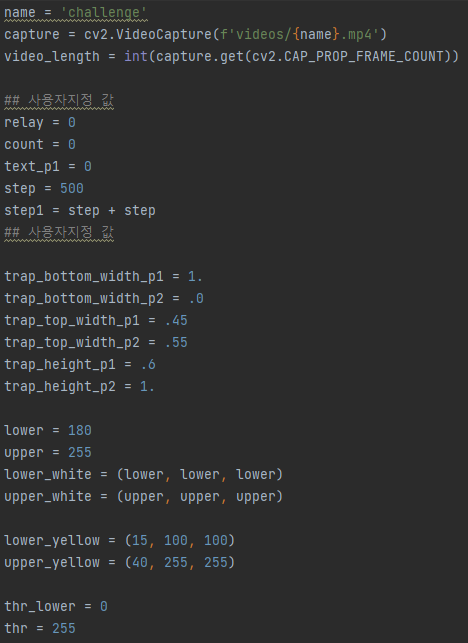 name = 'challenge'
capture = cv2.VideoCapture(f'videos/{name}.mp4')
video_length = int(capture.get(cv2.CAP_PROP_FRAME_COUNT))
## 사용자지정 값
relay = 0
count = 0
text_p1 = 0
step = 500
step1 = step + step
## 사용자지정 값
trap_bottom_width_p1 = 1.
trap_bottom_width_p2 = .0
trap_top_width_p1 = .45
trap_top_width_p2 = .55
trap_height_p1 = .6
trap_height_p2 = 1.
lower = 180
upper = 255
lower_white = (lower, lower, lower)
upper_white = (upper, upper, upper)
lower_yellow = (15, 100, 100)
upper_yellow = (40, 255, 255)
thr_lower = 0
thr = 255